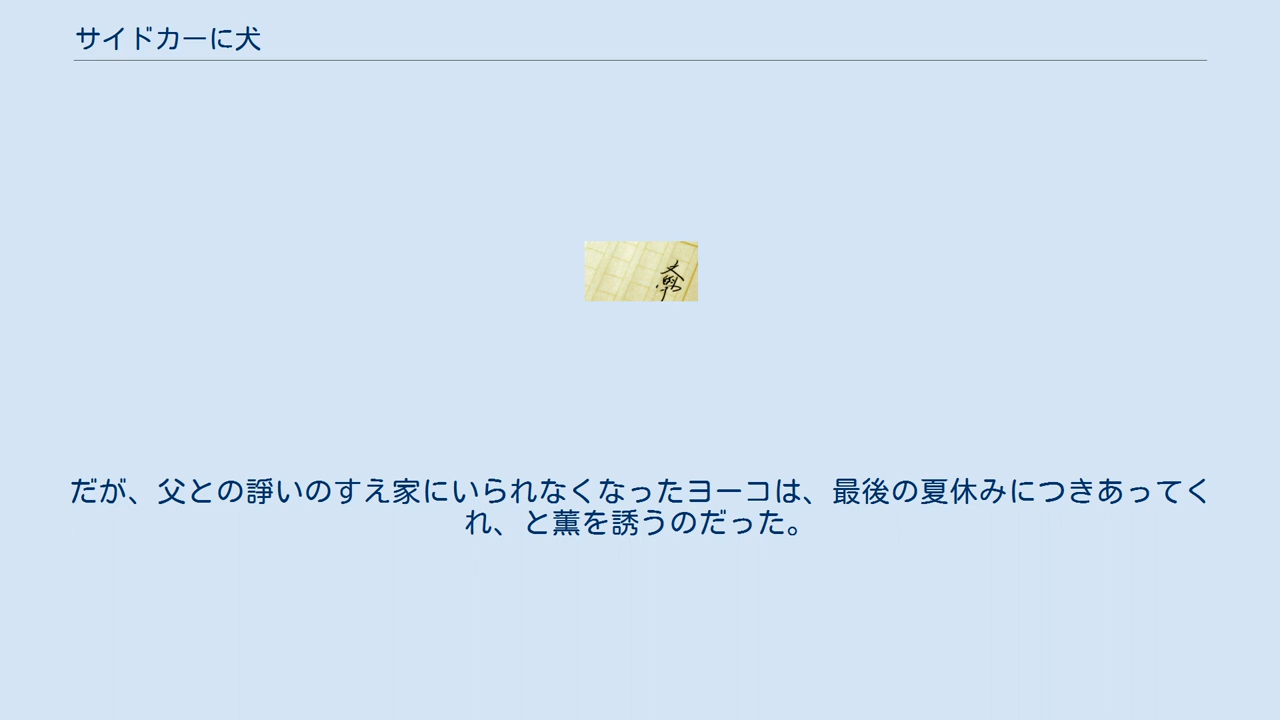 サイドカーに犬
だが、父との諍いのすえ家にいられなくなったヨーコは、最後の夏休みにつきあってく
れ、と薫を誘うのだった。